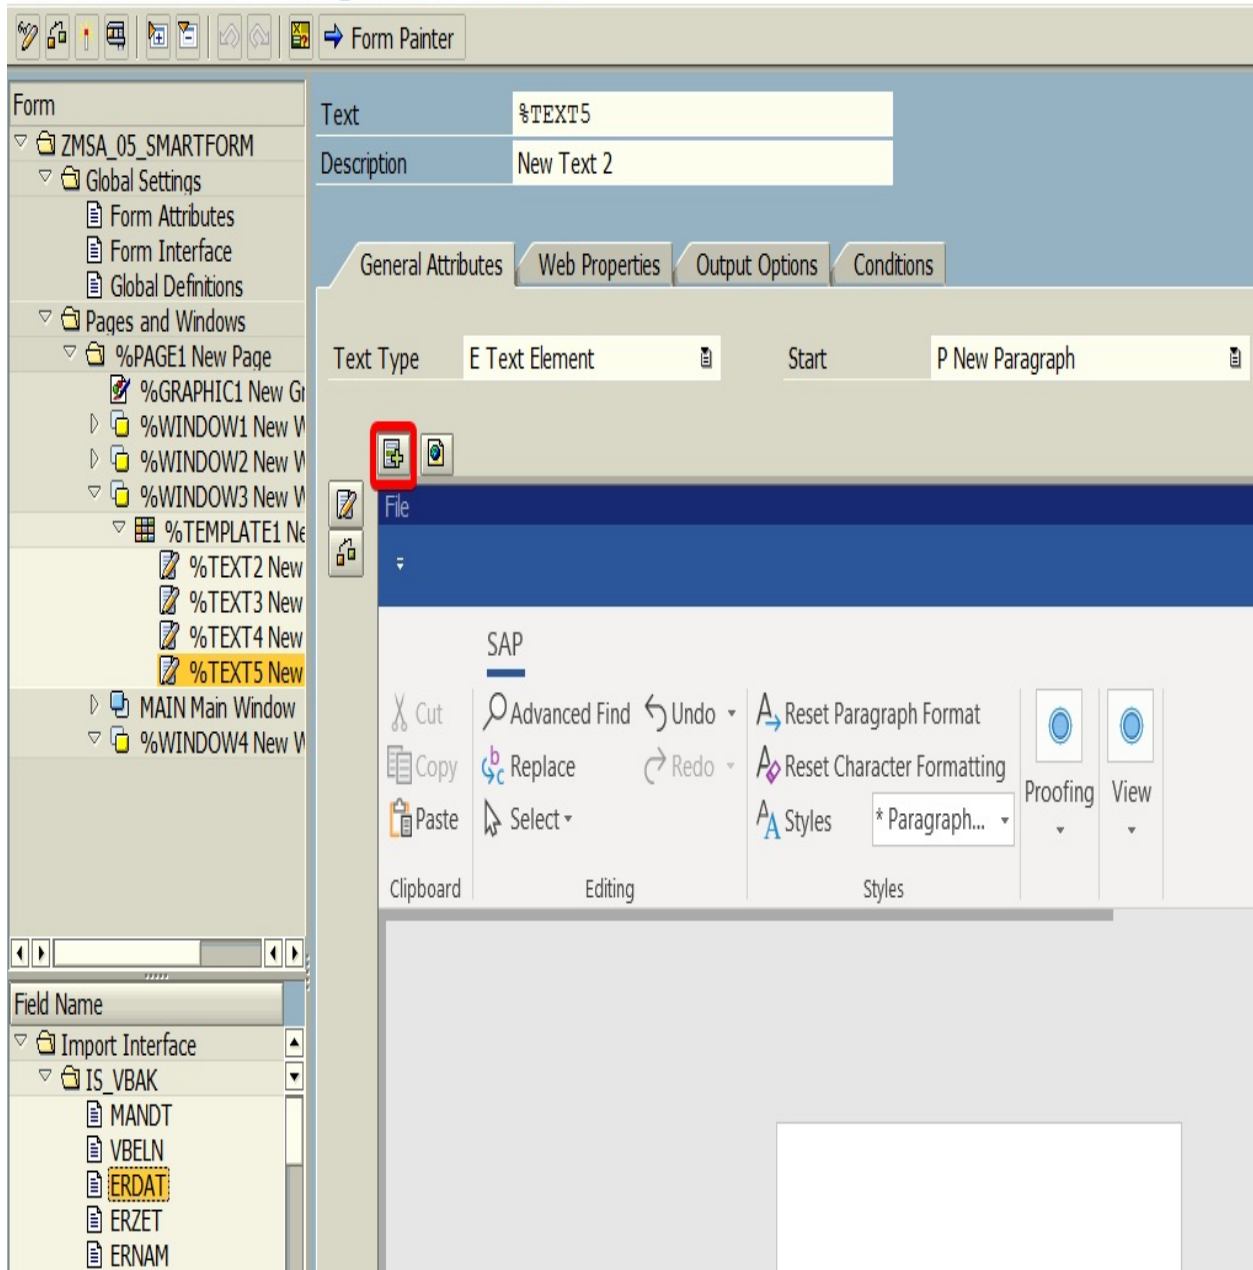 Form Painter
Form
ZMSA_05_SMARTFORM
Global Settings
Form Attributes
Form Interface
Global Definitions
Pages and Windows
%PAGE1 New Page
%GRAPHIC1 New Gr
%WINDOW1 New W
%WINDOW2 New W
%WINDOW3 New W
%TEMPLATE1 Ne
%TEXT2 New
%TEXT3 New
%TEXT4 New
%TEXT5 New
MAIN Main Window
%WINDOW4 New W
Field Name
Import Interface
IS_VBAK
MANDT
VBELN
ERDAT
ERZET
ERNAM
Text %TEXT5
Description New Text 2
General Attributes Web Properties Output Options Conditions
Text Type E Text Element Start P New Paragraph
File
SAP
Cut Advanced Find Undo Reset Paragraph Format
Copy Replace Redo Reset Character Formatting
Paste Select Styles * Paragraph... Proofing View
Clipboard Editing Styles